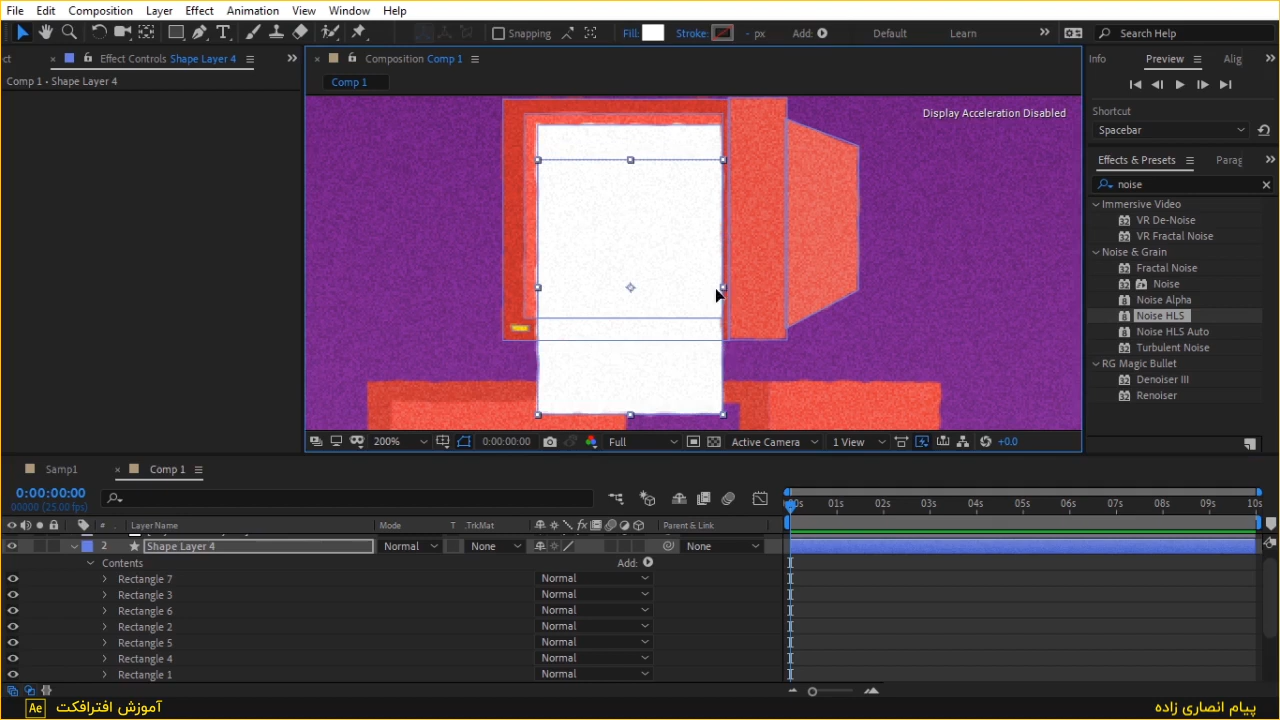 File Edit Composition Layer Effect Animation View Window Help
Snapping Fill: Stroke: - px Add: Default Learn Search Help
ct Effect Controls Shape Layer 4
Comp 1 • Shape Layer 4
Composition Comp 1
Comp 1
Display Acceleration Disabled
200% 0:00:00:00 Full Active Camera 1 View +0.0
Info Preview Alig
Shortcut
Spacebar
Effects & Presets Parag
noise
Immersive Video
VR De-Noise
VR Fractal Noise
Noise & Grain
Fractal Noise
Noise
Noise Alpha
Noise HLS
Noise HLS Auto
Turbulent Noise
RG Magic Bullet
Denoiser III
Renoiser
Samp1 Comp 1
0:00:00:00
00000 (25.00 fps)
01s 02s 03s 04s 05s 06s 07s 08s 09s 10s
# Layer Name Mode T .TrkMat Parent & Link
2 Shape Layer 4 Normal None None
Contents Add:
Rectangle 7 Normal
Rectangle 3 Normal
Rectangle 6 Normal
Rectangle 2 Normal
Rectangle 5 Normal
Rectangle 4 Normal
Rectangle 1 Normal
Ae آموزش افترافکت
پیام انصاری زاده